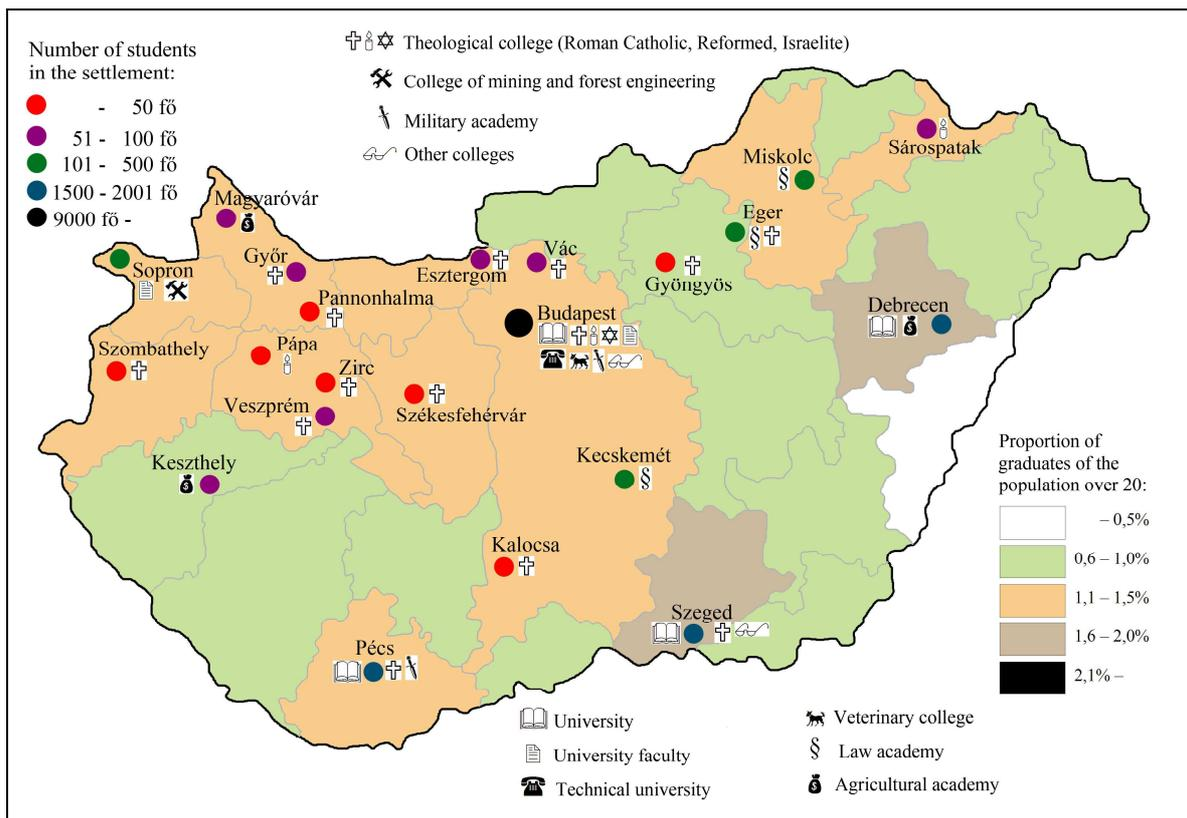 Number of students
in the settlement:
- 50 fő
51 - 100 fő
101 - 500 fő
1500 - 2001 fő
9000 fő -
Theological college (Roman Catholic, Reformed, Israelite)
College of mining and forest engineering
Military academy
Other colleges
Sárospatak
Miskolc
§
Magyaróvár
Eger
§
Győr
Vác
Sopron
Esztergom
Gyöngyös
Pannonhalma
Budapest
Debrecen
Szombathely
Pápa
Zirc
Veszprém
Székesfehérvár
Keszthely
Kecskemét
§
Kalocsa
Szeged
Pécs
Proportion of
graduates of the
population over 20:
– 0,5%
0,6 – 1,0%
1,1 – 1,5%
1,6 – 2,0%
2,1% –
University
University faculty
Technical university
Veterinary college
§ Law academy
Agricultural academy